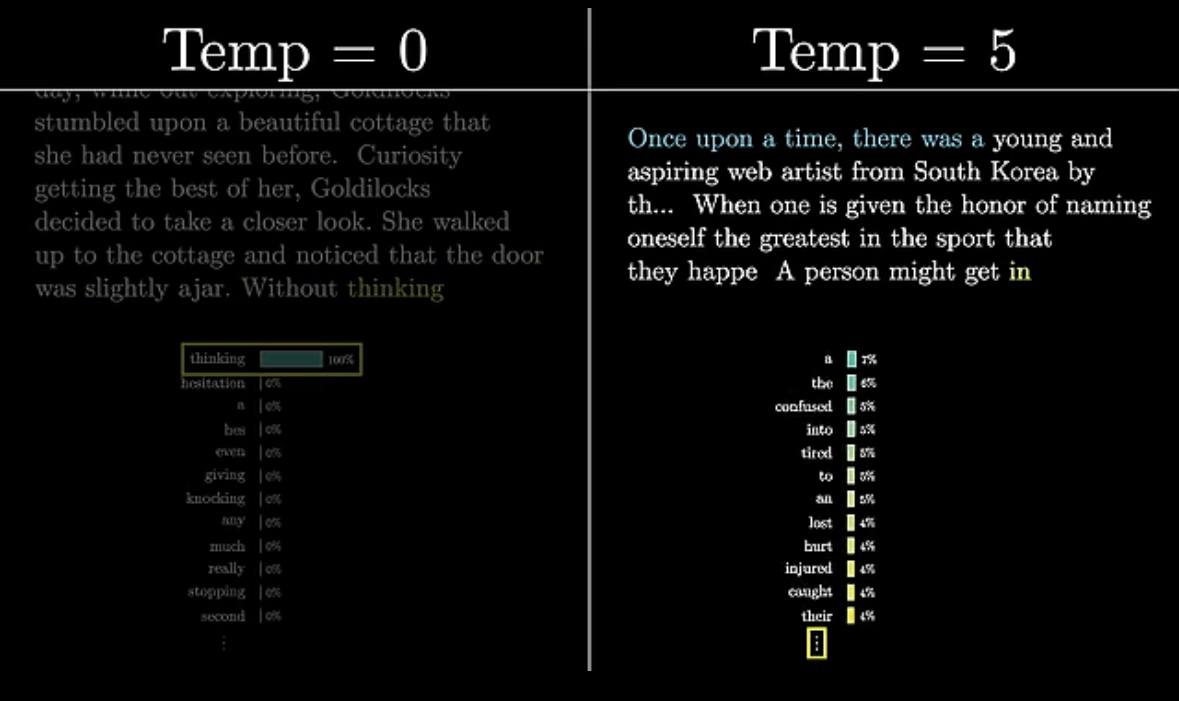 Temp = 0
day, while out exploring, Goldilocks
stumbled upon a beautiful cottage that
she had never seen before. Curiosity
getting the best of her, Goldilocks
decided to take a closer look. She walked
up to the cottage and noticed that the door
was slightly ajar. Without thinking
thinking 100%
hesitation 0%
a 0%
hes 0%
even 0%
giving 0%
knocking 0%
any 0%
much 0%
really 0%
stopping 0%
second 0%
⋮
Temp = 5
Once upon a time, there was a young and
aspiring web artist from South Korea by
th... When one is given the honor of naming
oneself the greatest in the sport that
they happe A person might get in
a 7%
the 6%
confused 5%
into 5%
tired 5%
to 5%
an 5%
lost 4%
hurt 4%
injured 4%
caught 4%
their 4%
⋮